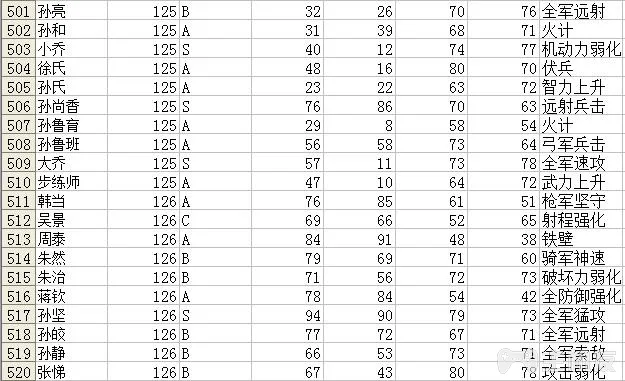 501 孙亮 125 B 32 26 70 76 全军远射
502 孙和 125 A 31 39 68 71 火计
503 小乔 125 S 40 12 74 77 机动力弱化
504 徐氏 125 A 48 16 80 70 伏兵
505 孙氏 125 A 23 22 63 72 智力上升
506 孙尚香 125 S 76 86 70 63 远射兵击
507 孙鲁育 125 A 29 8 58 54 火计
508 孙鲁班 125 A 56 58 73 64 弓军兵击
509 大乔 125 S 57 11 73 78 全军速攻
510 步练师 125 A 47 10 64 72 武力上升
511 韩当 126 A 76 85 61 51 枪军坚守
512 吴景 126 C 69 66 52 65 射程强化
513 周泰 126 A 84 91 48 38 铁壁
514 朱然 126 B 79 69 71 60 骑军神速
515 朱治 126 B 71 56 72 73 破坏力弱化
516 蒋钦 126 A 78 84 54 42 全防御强化
517 孙坚 126 S 94 90 79 73 全军猛攻
518 孙皎 126 B 77 72 67 71 全军远射
519 孙静 126 B 66 53 73 71 全军
520 张悌 126 B 67 43 80 78 攻击弱化